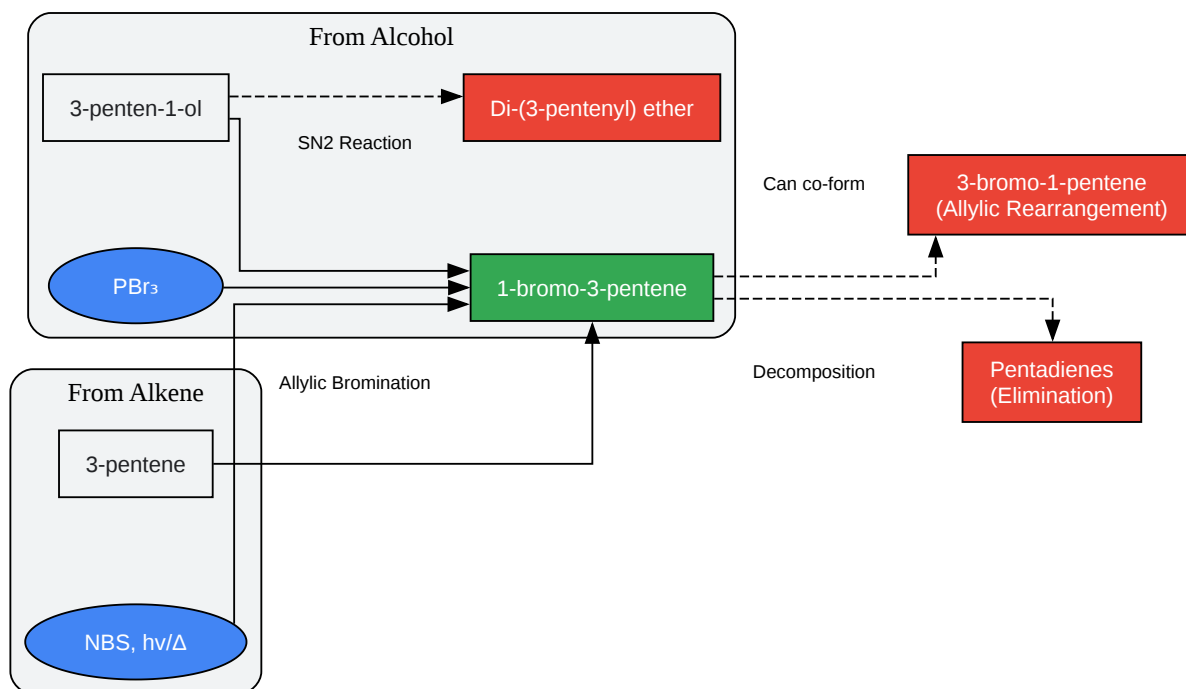 From Alcohol
3-penten-1-ol
Di-(3-pentenyl) ether
SN2 Reaction
Can co-form
3-bromo-1-pentene
(Allylic Rearrangement)
PBr₃
1-bromo-3-pentene
Allylic Bromination
Decomposition
Pentadienes
(Elimination)
From Alkene
3-pentene
NBS, hv/Δ